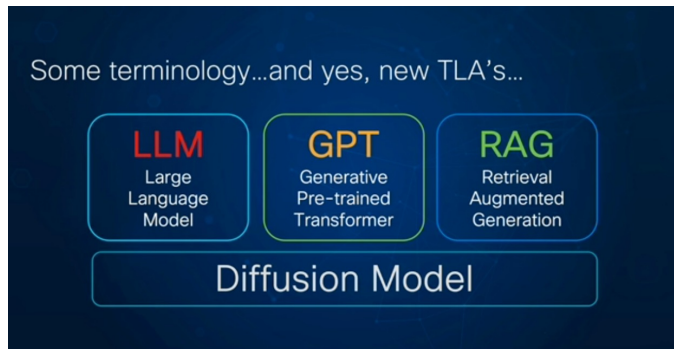 Some terminology...and yes, new TLA's...
LLM
Large
Language
Model
GPT
Generative
Pre-trained
Transformer
RAG
Retrieval
Augmented
Generation
Diffusion Model